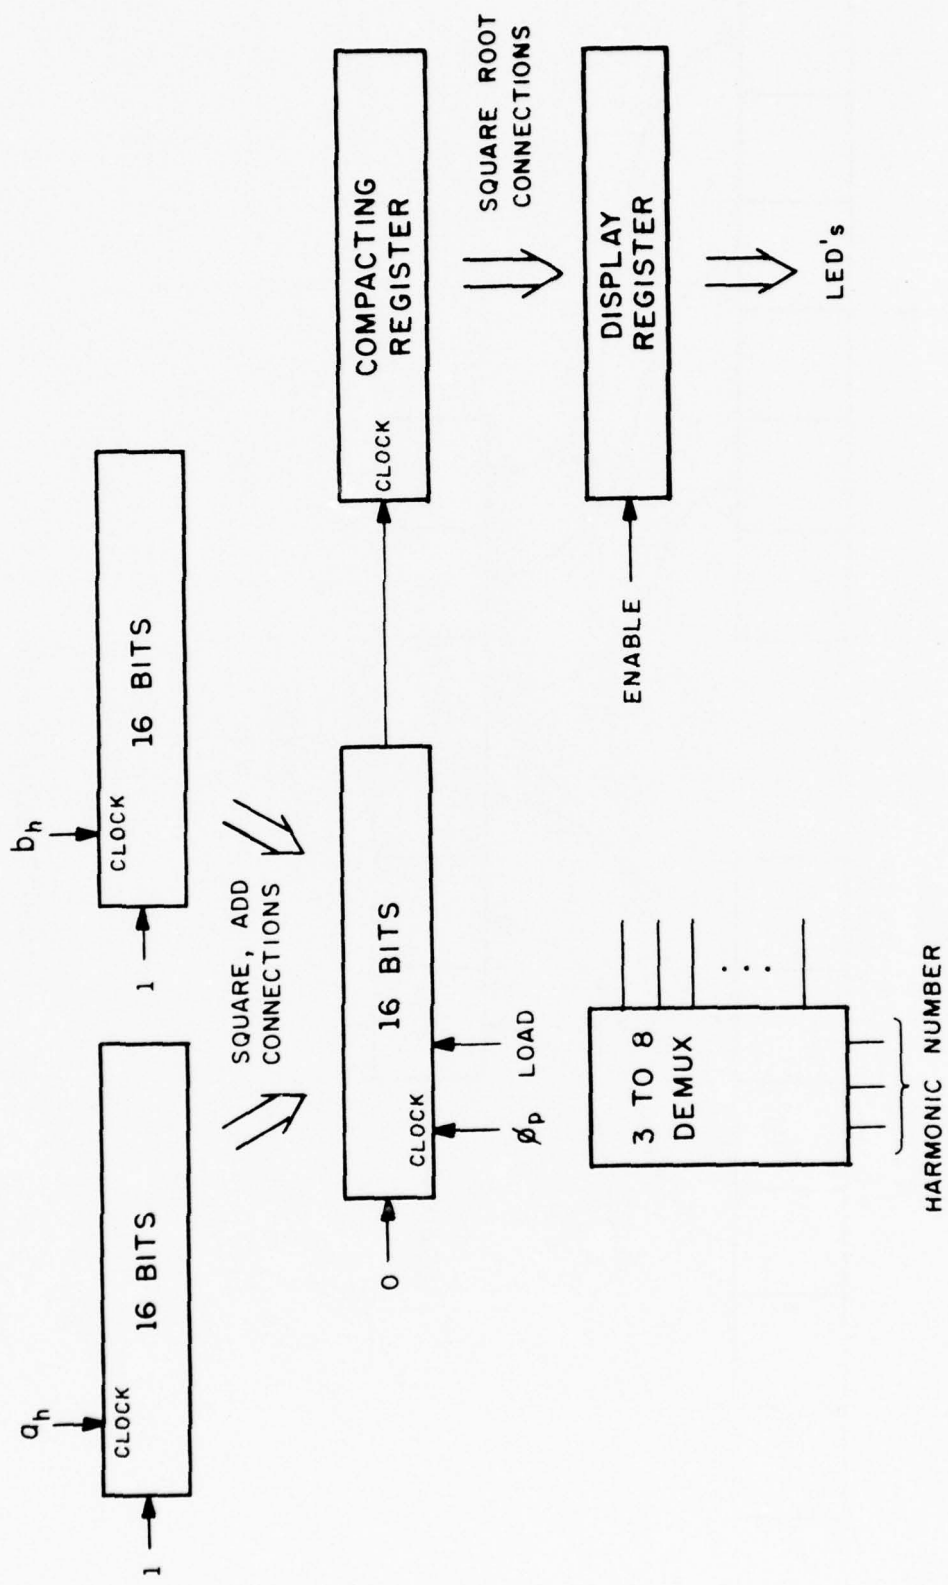 a_h
b_h
1
CLOCK
16 BITS
1
CLOCK
16 BITS
SQUARE, ADD
CONNECTIONS
0
CLOCK
16 BITS
CLOCK
COMPACTING
REGISTER
ø_p
LOAD
SQUARE ROOT
CONNECTIONS
3 TO 8
DEMUX
. . .
ENABLE
DISPLAY
REGISTER
LED's
HARMONIC NUMBER